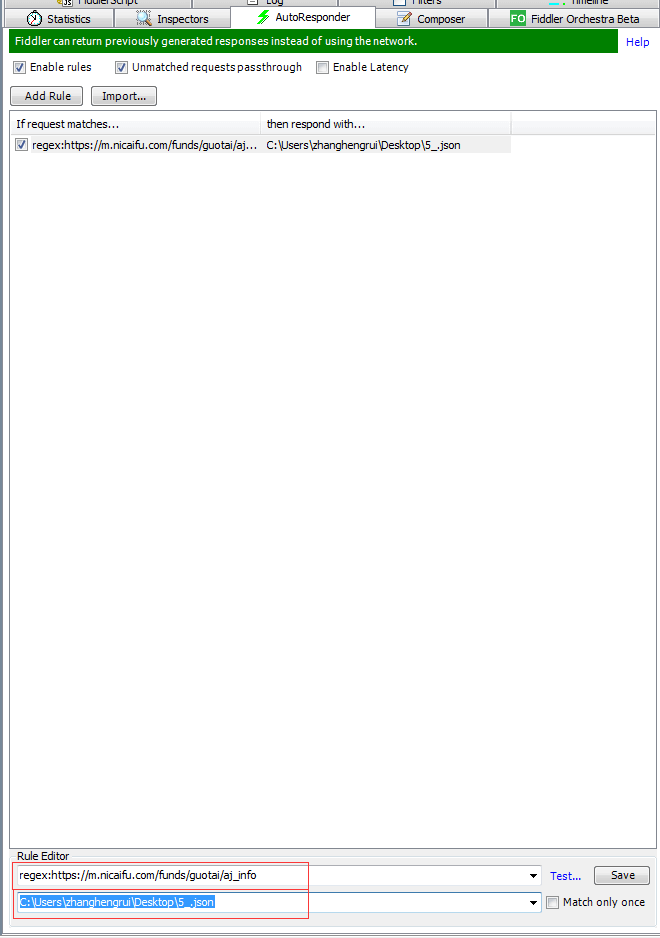 FiddlerScript Log Filters Timeline
Statistics Inspectors AutoResponder Composer FO Fiddler Orchestra Beta
Fiddler can return previously generated responses instead of using the network. Help
Enable rules Unmatched requests passthrough Enable Latency
Add Rule Import...
If request matches... then respond with...
regex:https://m.nicaifu.com/funds/guotai/aj... C:\Users\zhanghengrui\Desktop\5_.json
Rule Editor
regex:https://m.nicaifu.com/funds/guotai/aj_info Test... Save
C:\Users\zhanghengrui\Desktop\5_.json Match only once